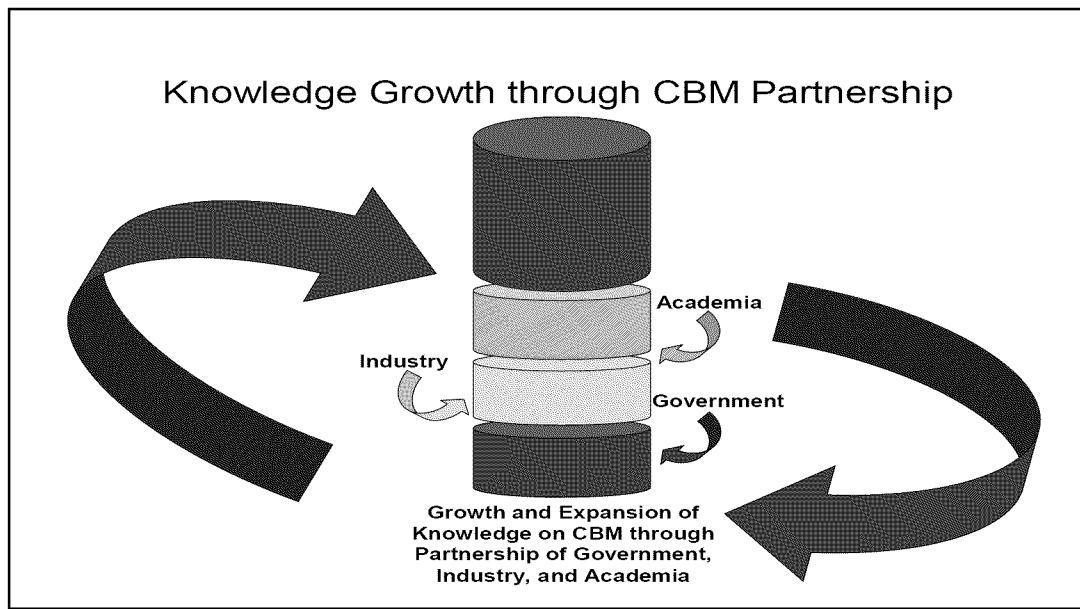 Knowledge Growth through CBM Partnership
Academia
Industry
Government
Growth and Expansion of
Knowledge on CBM through
Partnership of Government,
Industry, and Academia